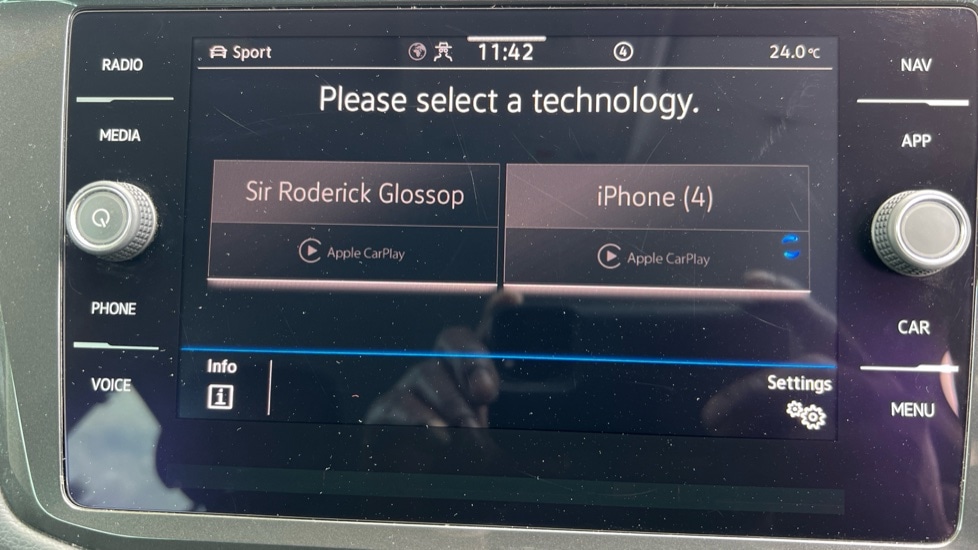 RADIO
MEDIA
PHONE
VOICE
Sport
11:42
4
24.0°C
Please select a technology.
Sir Roderick Glossop
Apple CarPlay
iPhone (4)
Apple CarPlay
Info
i
Settings
NAV
APP
CAR
MENU